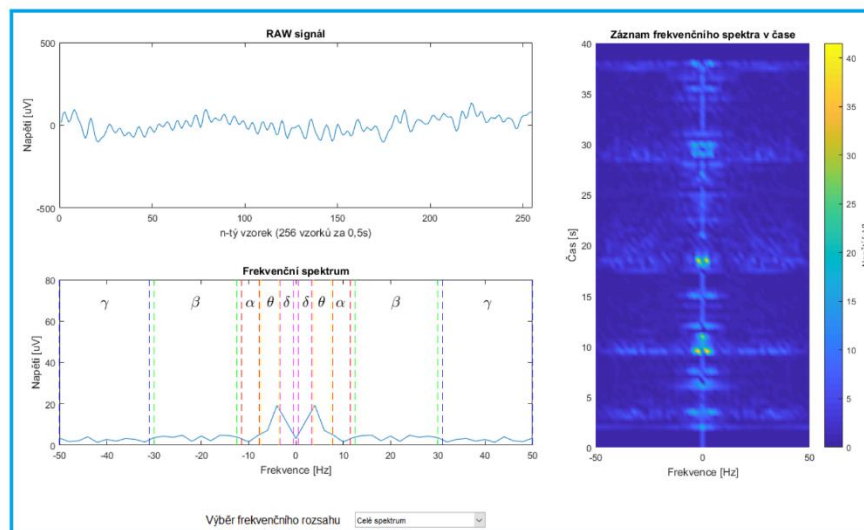 RAW signál
500
0
-500
Napětí [uV]
0 50 100 150 200 250
n-tý vzorek (256 vzorků za 0,5s)
Frekvenční spektrum
80
60
40
20
0
Napětí [uV]
γ β α θ δ δ θ α β γ
-50 -40 -30 -20 -10 0 10 20 30 40 50
Frekvence [Hz]
Výběr frekvenčního rozsahu Celé spektrum
Záznam frekvenčního spektra v čase
40
35
30
25
20
15
10
5
0
Čas [s]
-50 0 50
Frekvence [Hz]
40
35
30
25
20
15
10
5
0